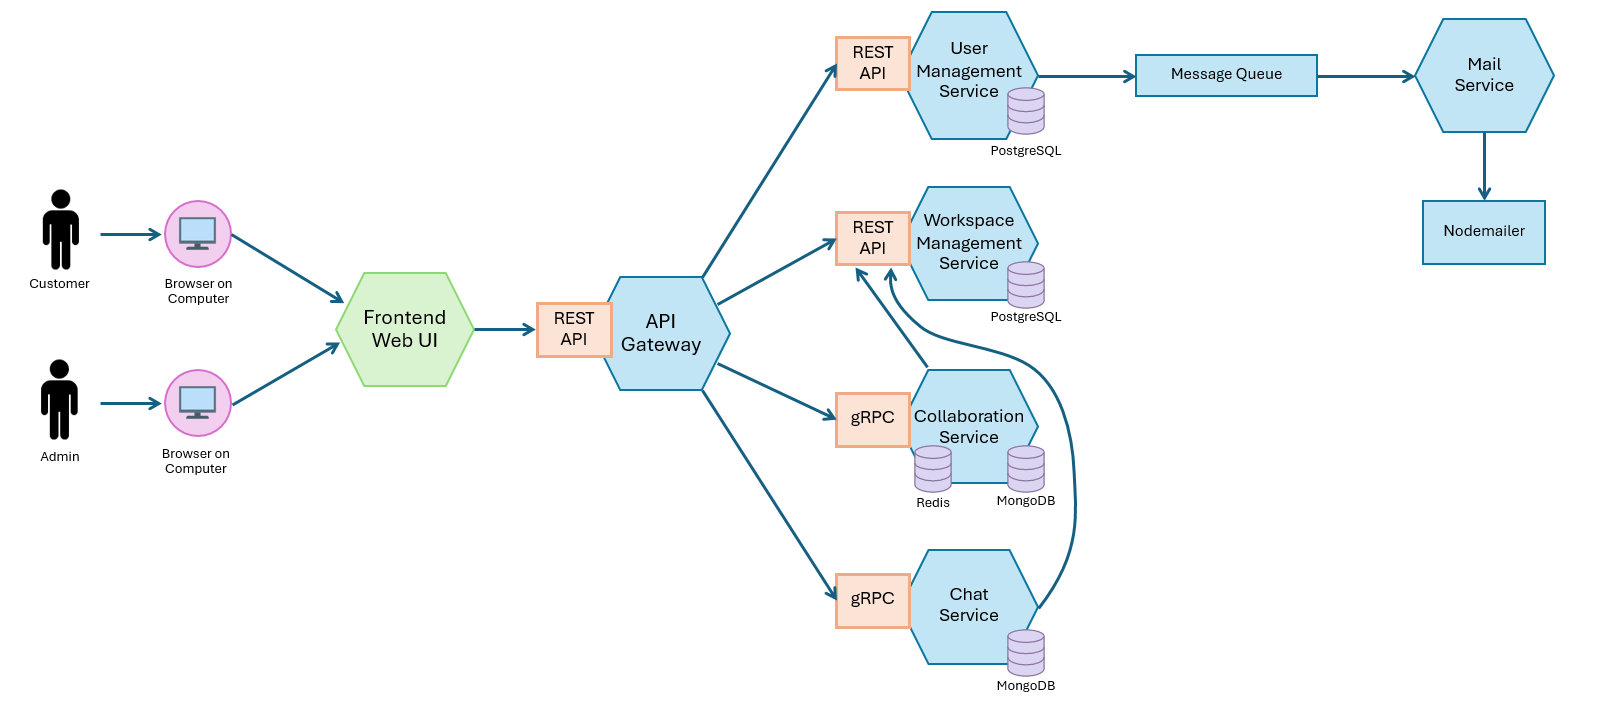 Customer
Browser on
Computer
Admin
Browser on
Computer
Frontend
Web UI
REST
API
API
Gateway
REST
API
User
Management
Service
PostgreSQL
Message Queue
Mail
Service
Nodemailer
REST
API
Workspace
Management
Service
PostgreSQL
gRPC
Collaboration
Service
Redis
MongoDB
gRPC
Chat
Service
MongoDB